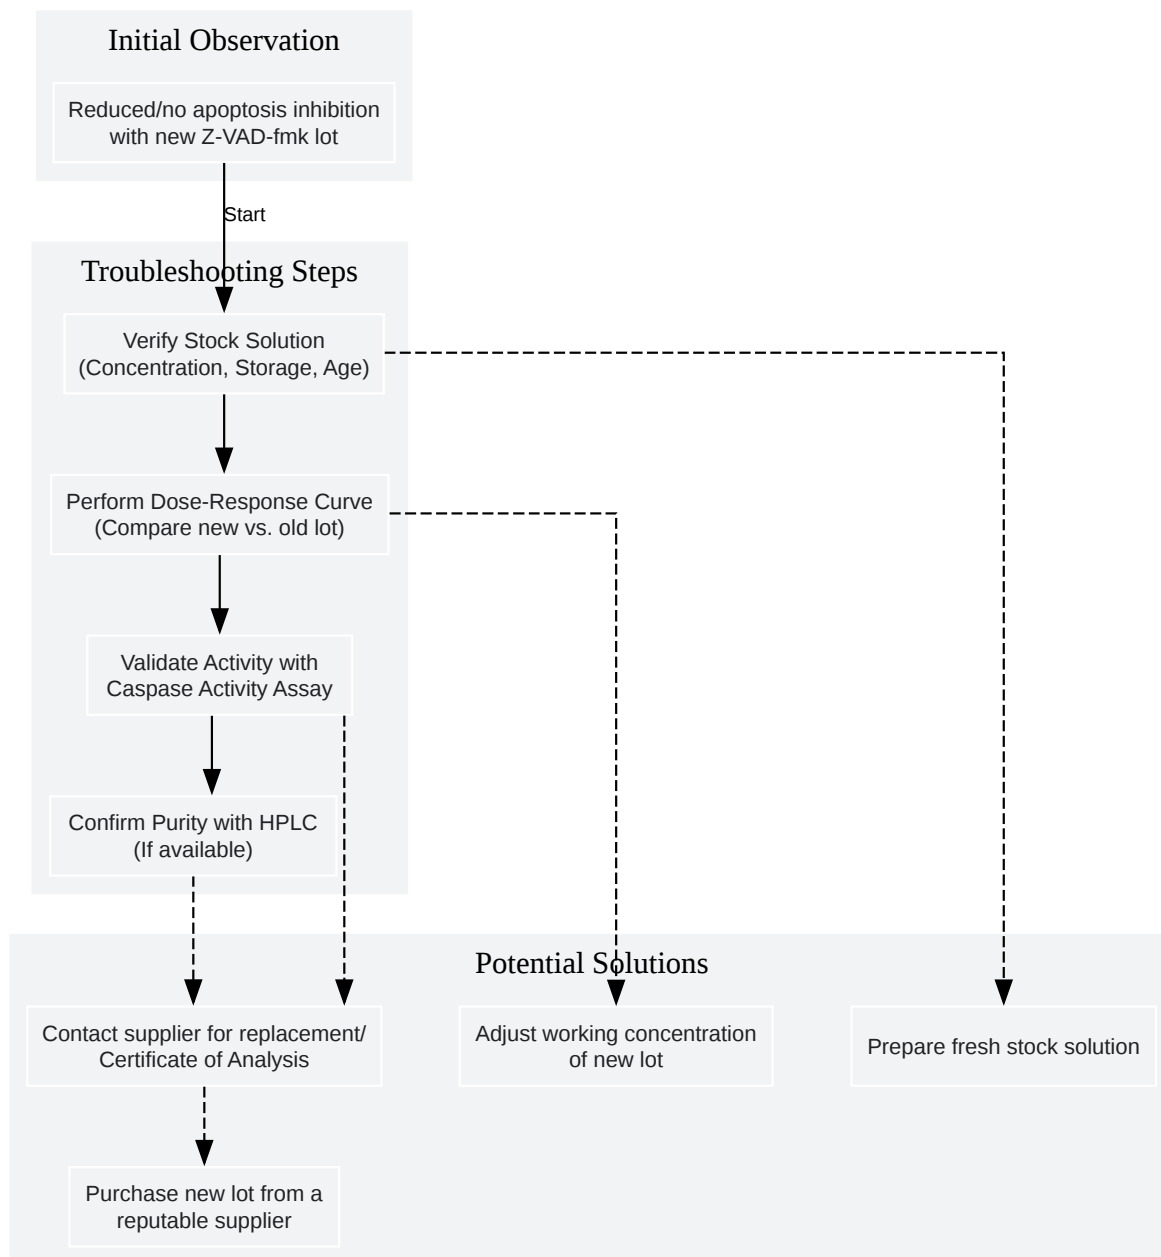 Initial Observation
Reduced/no apoptosis inhibition
with new Z-VAD-fmk lot
Start
Troubleshooting Steps
Verify Stock Solution
(Concentration, Storage, Age)
Perform Dose-Response Curve
(Compare new vs. old lot)
Validate Activity with
Caspase Activity Assay
Confirm Purity with HPLC
(If available)
Potential Solutions
Contact supplier for replacement/
Certificate of Analysis
Adjust working concentration
of new lot
Prepare fresh stock solution
Purchase new lot from a
reputable supplier